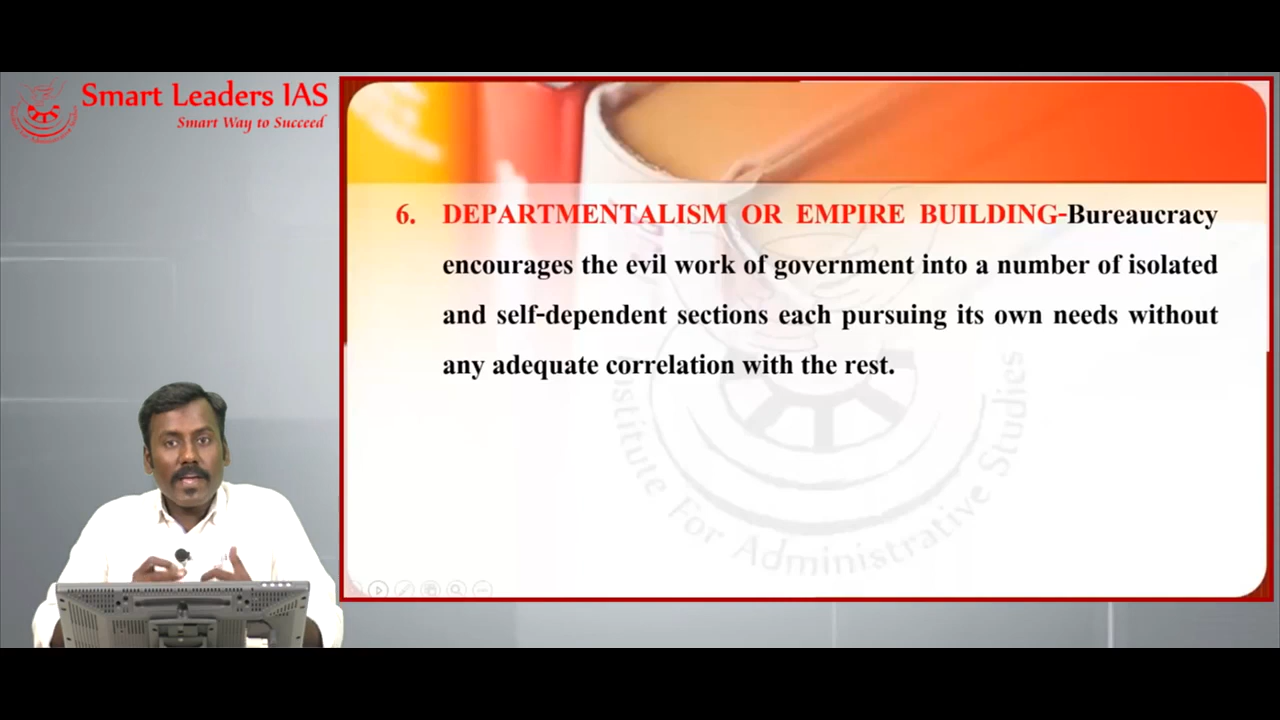 Smart Leaders IAS
Smart Way to Succeed
6. DEPARTMENTALISM OR EMPIRE BUILDING-Bureaucracy
encourages the evil work of government into a number of isolated
and self-dependent sections each pursuing its own needs without
any adequate correlation with the rest.
Institute For Administrative Studies